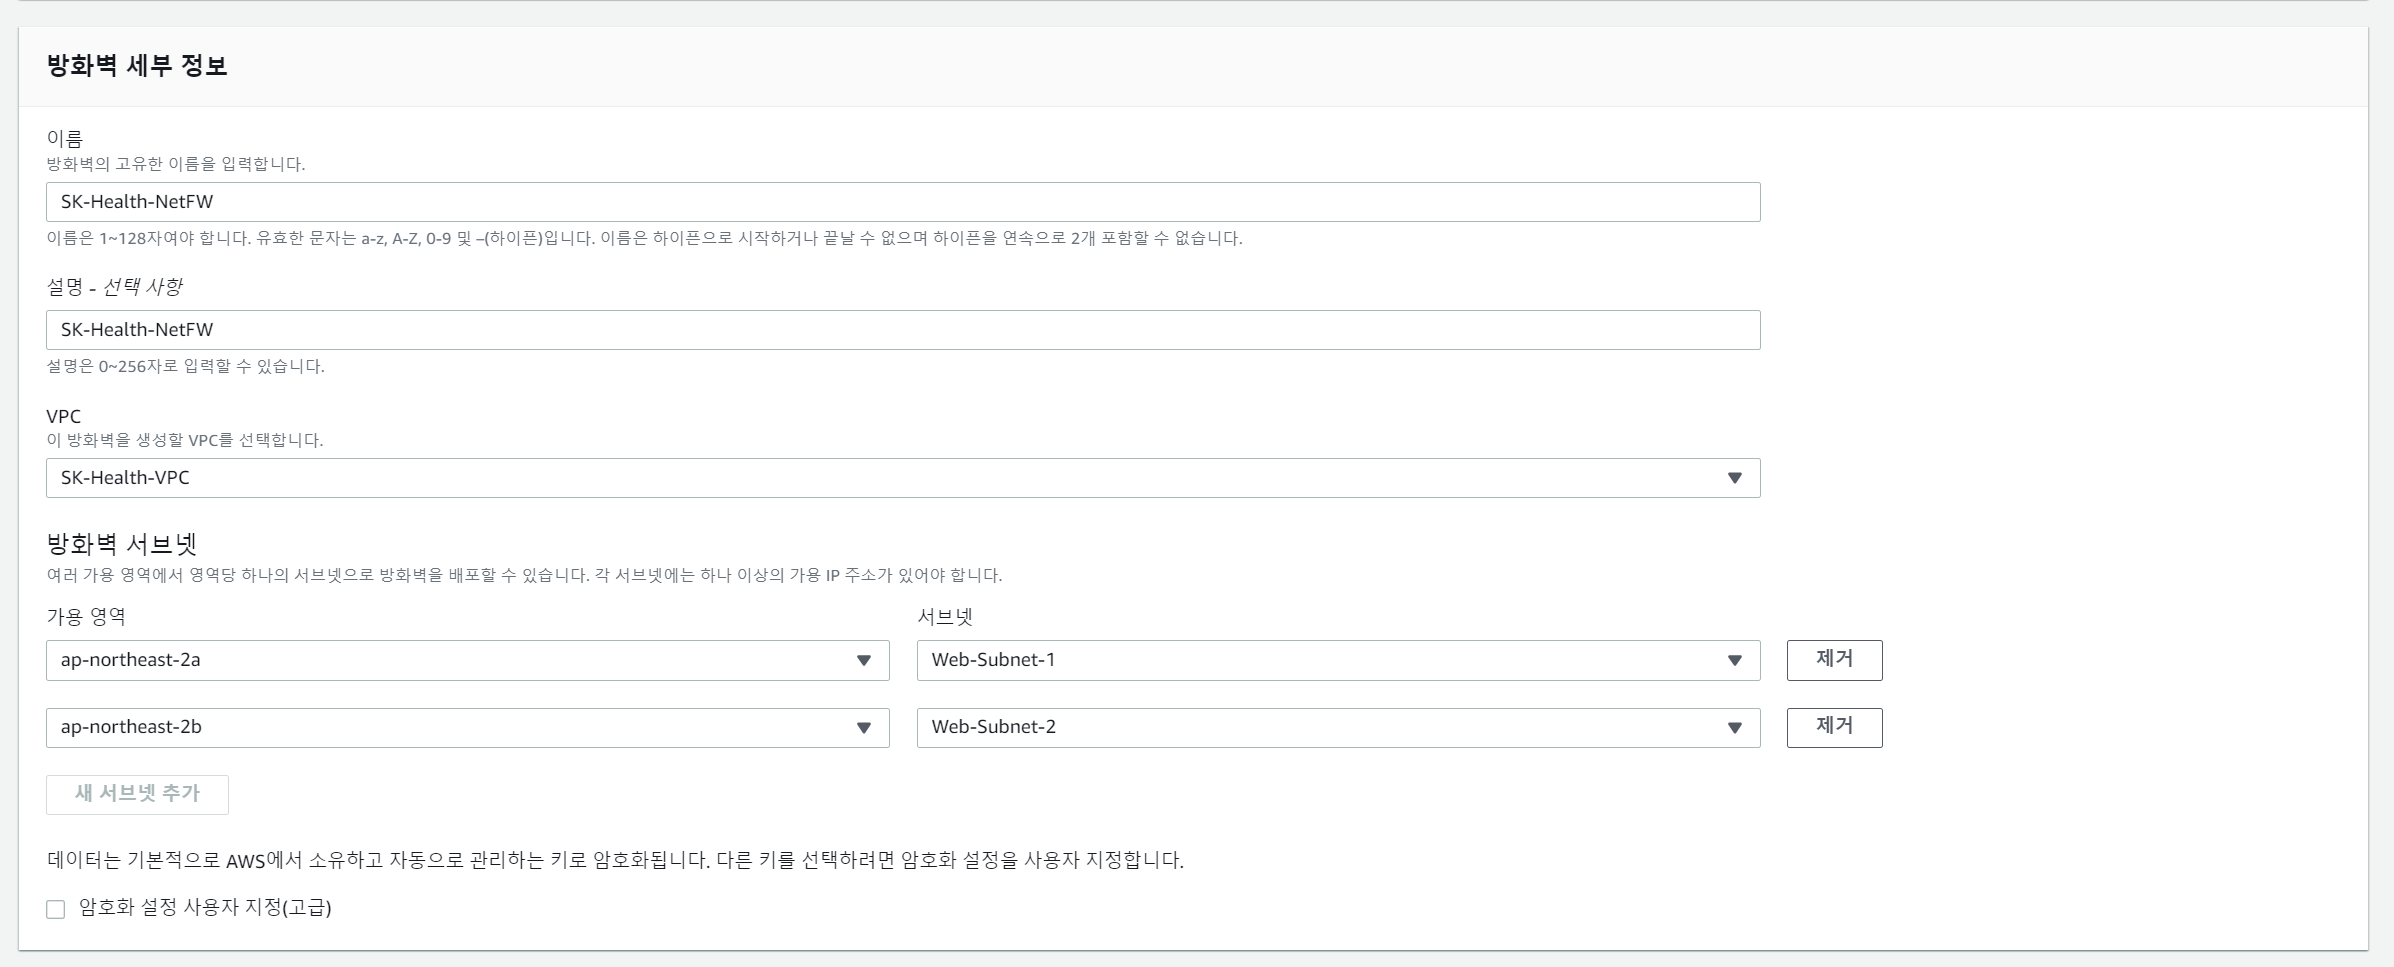 방화벽 세부 정보
이름
방화벽의 고유한 이름을 입력합니다.
SK-Health-NetFW
이름은 1~128자여야 합니다. 유효한 문자는 a-z, A-Z, 0-9 및 –(하이픈)입니다. 이름은 하이픈으로 시작하거나 끝날 수 없으며 하이픈을 연속으로 2개 포함할 수 없습니다.
설명 - 선택 사항
SK-Health-NetFW
설명은 0~256자로 입력할 수 있습니다.
VPC
이 방화벽을 생성할 VPC를 선택합니다.
SK-Health-VPC
방화벽 서브넷
여러 가용 영역에서 영역당 하나의 서브넷으로 방화벽을 배포할 수 있습니다. 각 서브넷에는 하나 이상의 가용 IP 주소가 있어야 합니다.
가용 영역 서브넷
ap-northeast-2a Web-Subnet-1 제거
ap-northeast-2b Web-Subnet-2 제거
새 서브넷 추가
데이터는 기본적으로 AWS에서 소유하고 자동으로 관리하는 키로 암호화됩니다. 다른 키를 선택하려면 암호화 설정을 사용자 지정합니다.
암호화 설정 사용자 지정(고급)